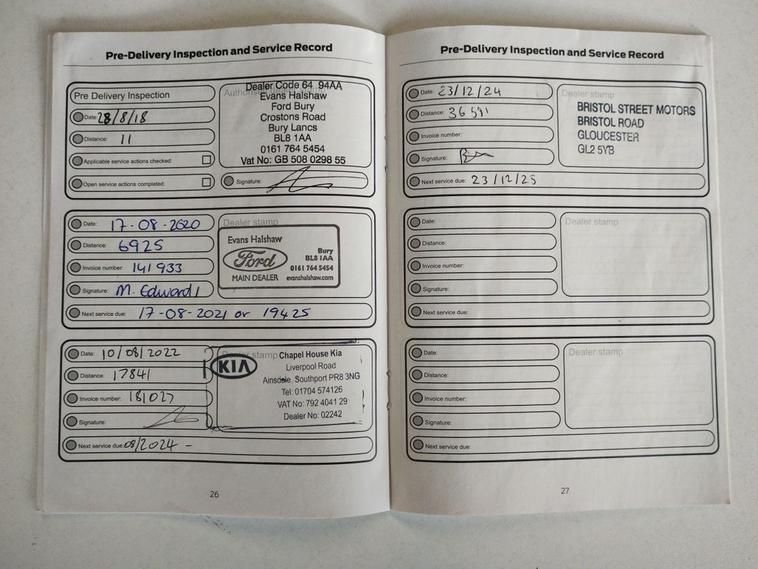 Pre-Delivery Inspection and Service Record
Pre Delivery Inspection
Date: 28/8/18
Distance: 11
Applicable service actions checked:
Open service actions completed:
Dealer Code 64 94AA
Evans Halshaw
Ford Bury
Crostons Road
Bury Lancs
BL8 1AA
0161 764 5454
Vat No: GB 508 0298 55
Signature:
Date: 17-08-2020
Distance: 6925
Invoice number: 141933
Signature: M. Edward
Next service due: 17-08-2021 or 19425
Dealer stamp
Evans Halshaw
Ford
MAIN DEALER
Bury
BL8 1AA
0161 764 5454
evanshalshaw.com
Date: 10/08/2022
Distance: 17841
Invoice number: 181027
Signature:
Next service due: 08/2024 -
Dealer stamp
KIA
Chapel House Kia
Liverpool Road
Ainsdale. Southport PR8 3NG
Tel: 01704 574126
VAT No: 792 4041 29
Dealer No: 02242
26
Pre-Delivery Inspection and Service Record
Date: 23/12/24
Distance: 36591
Invoice number:
Signature:
Next service due: 23/12/25
Dealer stamp
BRISTOL STREET MOTORS
BRISTOL ROAD
GLOUCESTER
GL2 5YB
Date:
Distance:
Invoice number:
Signature:
Next service due:
Dealer stamp
Date:
Distance:
Invoice number:
Signature:
Next service due:
Dealer stamp
27